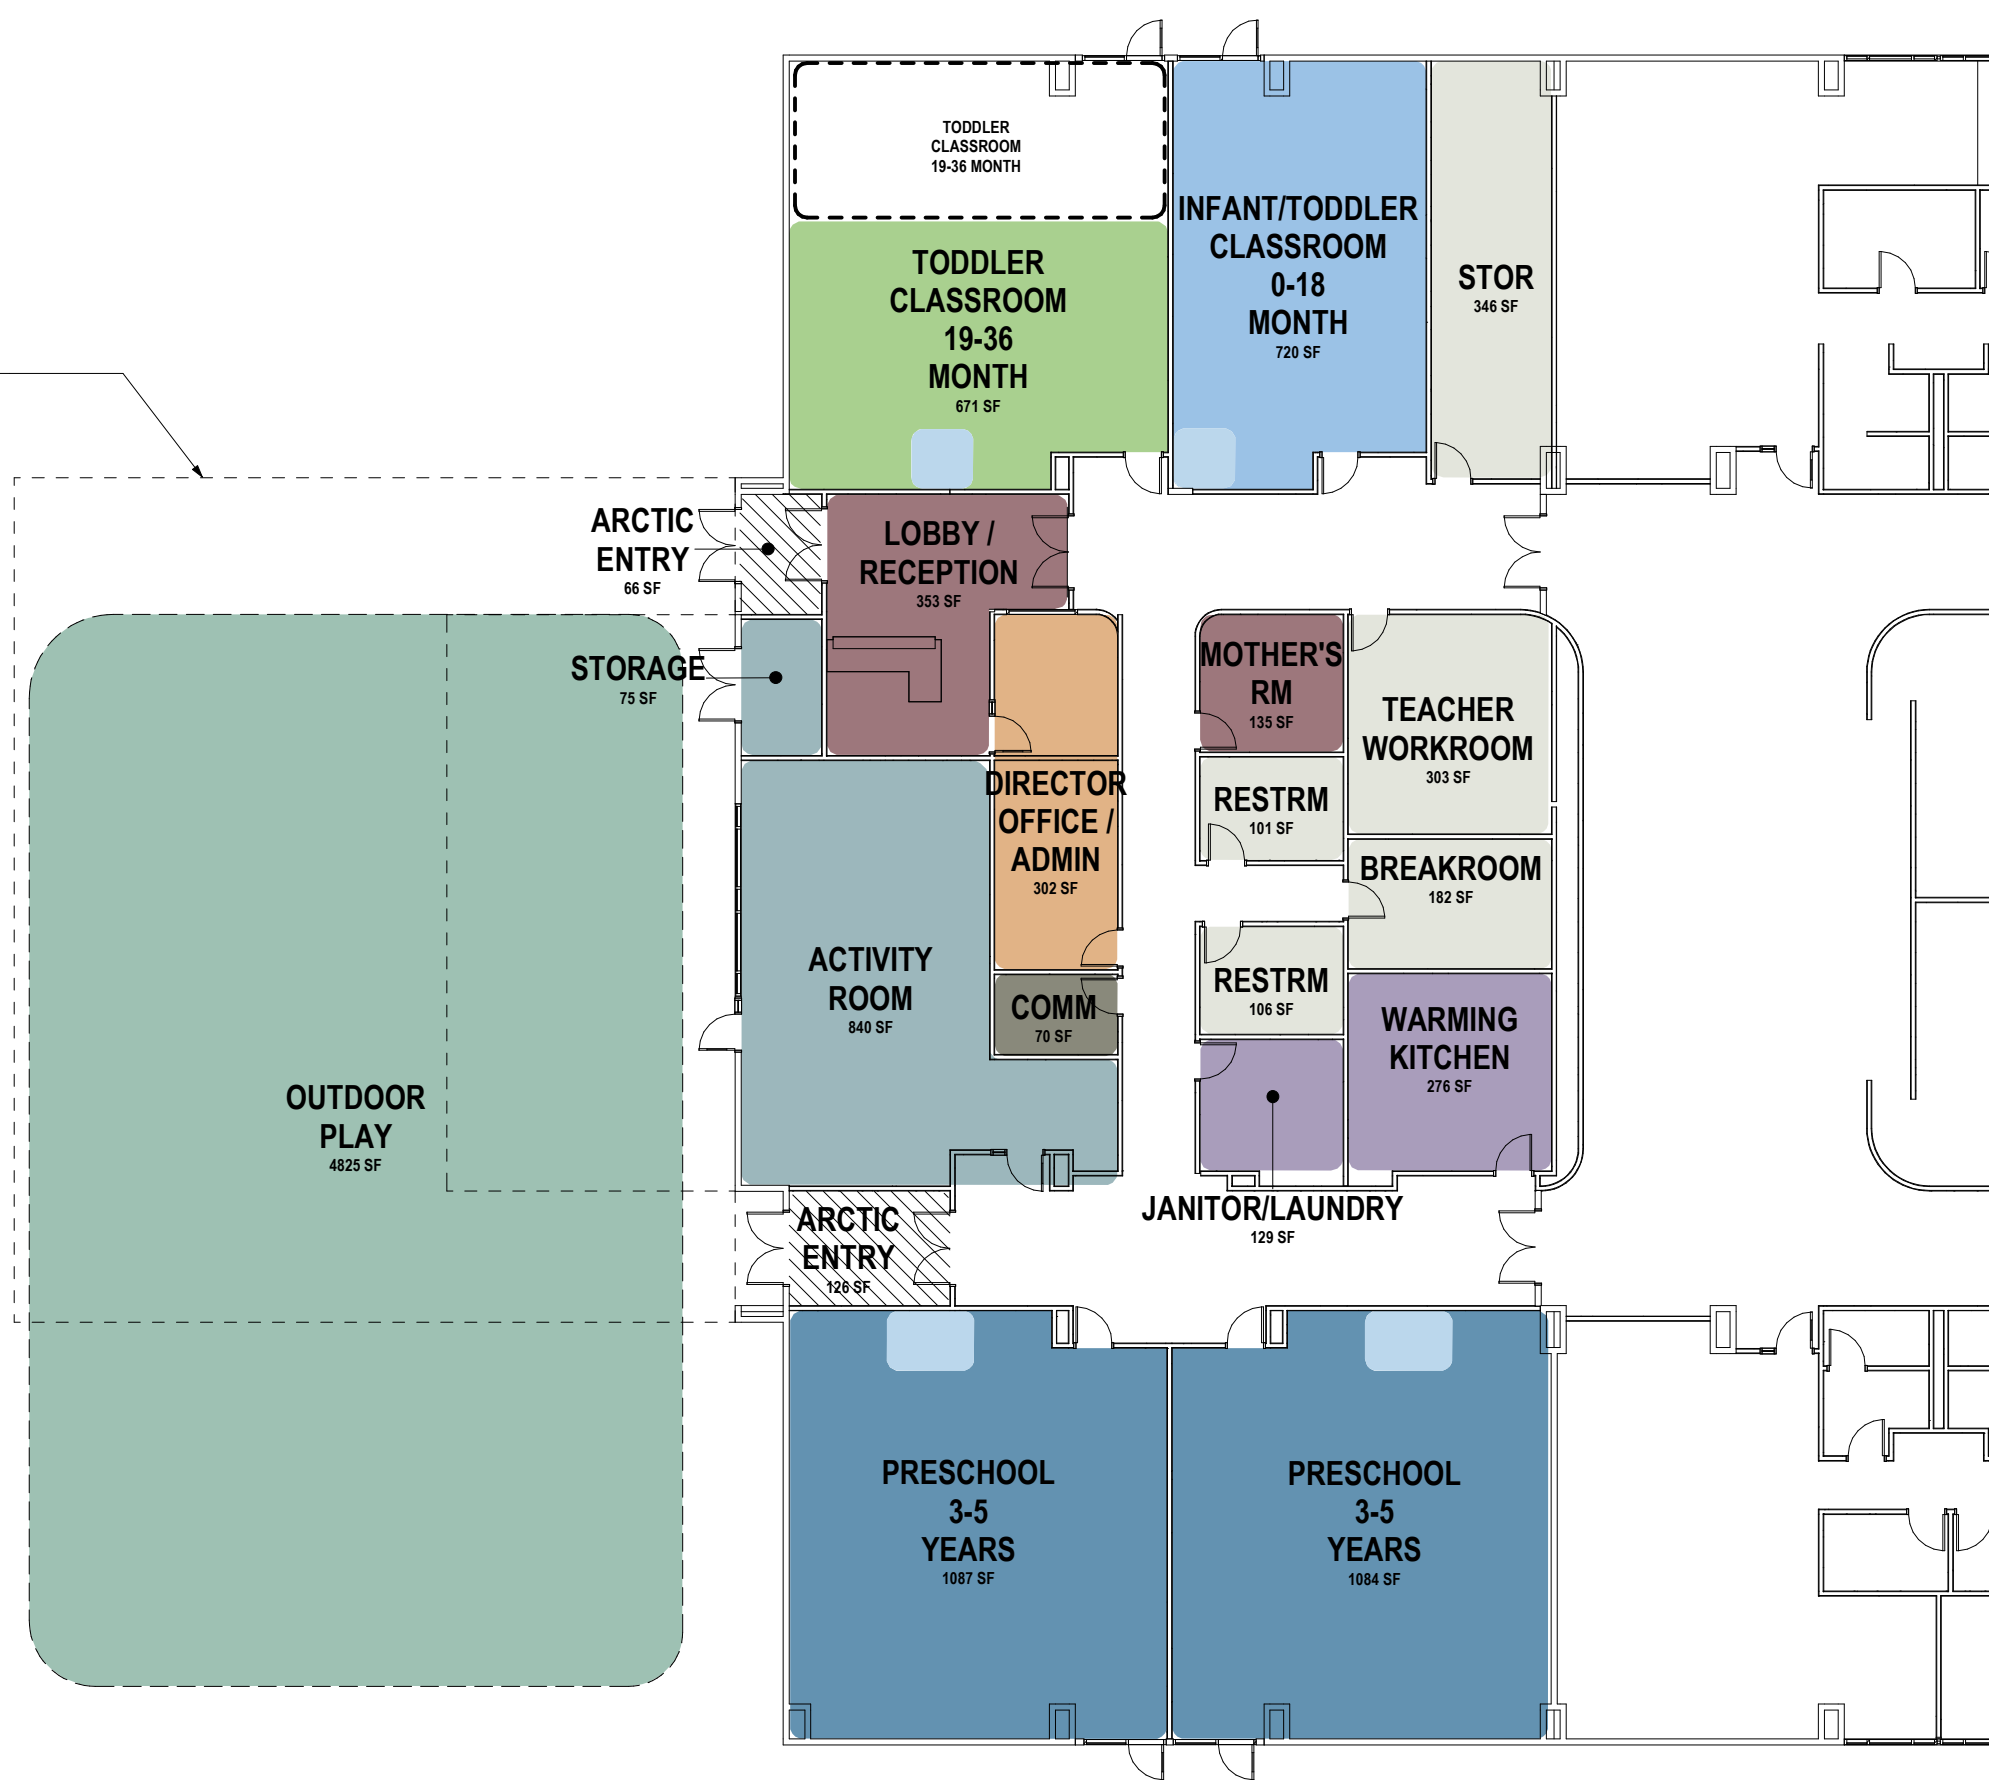 TODDLER
CLASSROOM
19-36 MONTH
TODDLER
CLASSROOM
19-36
MONTH
671 SF
INFANT/TODDLER
CLASSROOM
0-18
MONTH
720 SF
STOR
346 SF
ARCTIC
ENTRY
66 SF
LOBBY /
RECEPTION
353 SF
STORAGE
75 SF
MOTHER'S
RM
135 SF
TEACHER
WORKROOM
303 SF
DIRECTOR
OFFICE /
ADMIN
302 SF
RESTRM
101 SF
BREAKROOM
182 SF
ACTIVITY
ROOM
840 SF
COMM
70 SF
RESTRM
106 SF
WARMING
KITCHEN
276 SF
OUTDOOR
PLAY
4825 SF
ARCTIC
ENTRY
126 SF
JANITOR/LAUNDRY
129 SF
PRESCHOOL
3-5
YEARS
1087 SF
PRESCHOOL
3-5
YEARS
1084 SF